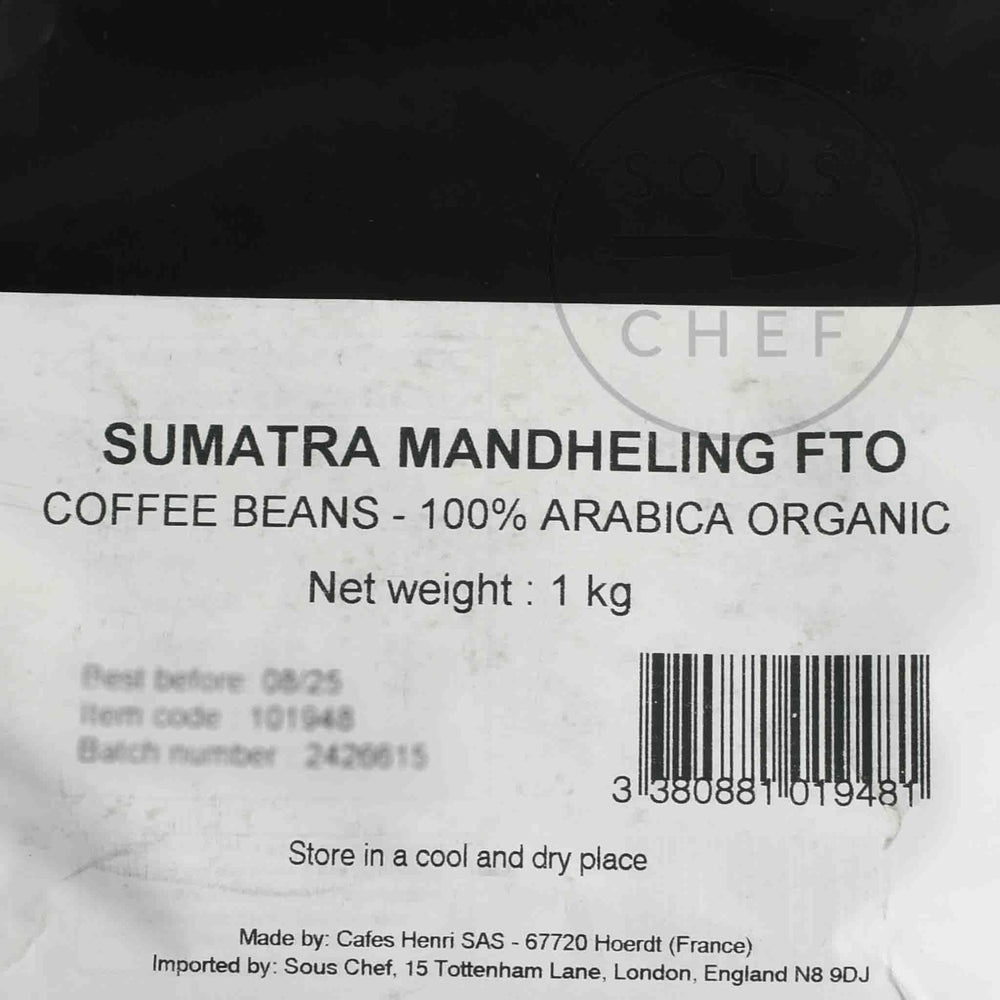 SOUS
CHEF
SUMATRA MANDHELING FTO
COFFEE BEANS - 100% ARABICA ORGANIC
Net weight : 1 kg
Best before 08/25
Item code : 101948
Batch number : 2426615
3 380881 019481
Store in a cool and dry place
Made by: Cafes Henri SAS - 67720 Hoerdt (France)
Imported by: Sous Chef, 15 Tottenham Lane, London, England N8 9DJ